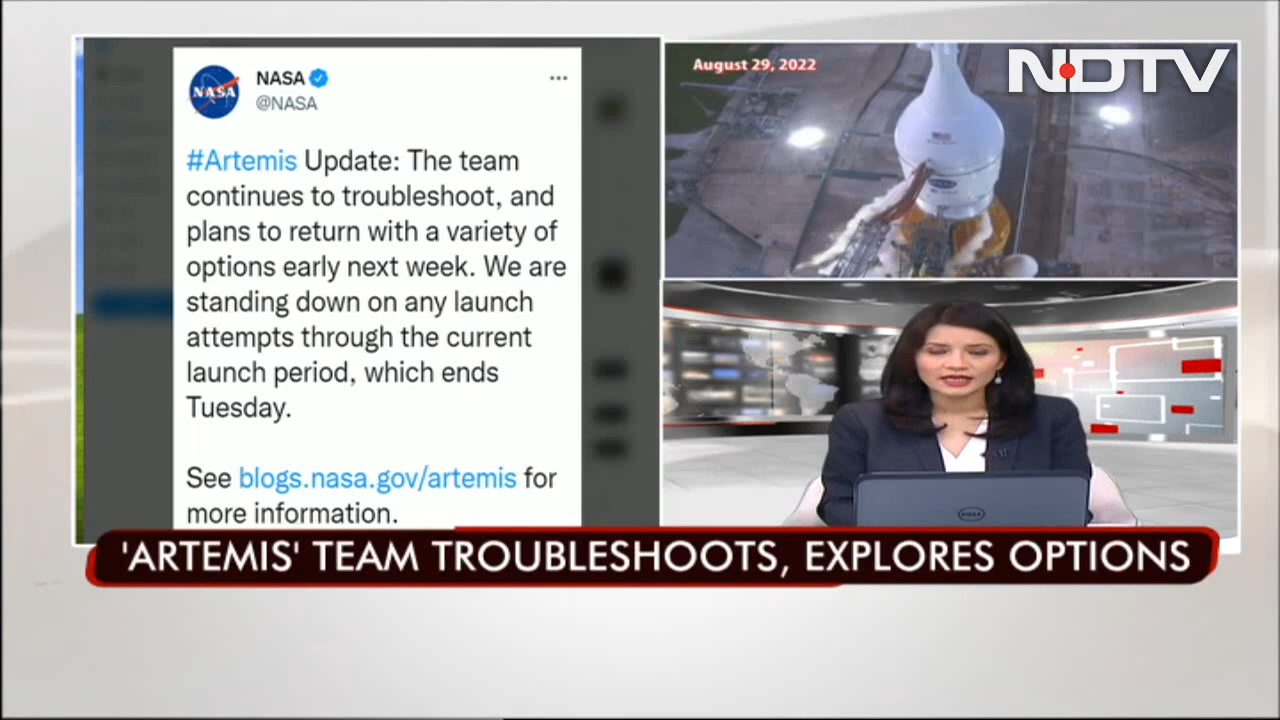 NASA
@NASA
NASA
#Artemis Update: The team
continues to troubleshoot, and
plans to return with a variety of
options early next week. We are
standing down on any launch
attempts through the current
launch period, which ends
Tuesday.
See blogs.nasa.gov/artemis for
more information.
August 29, 2022
NDTV
DELL
'ARTEMIS' TEAM TROUBLESHOOTS, EXPLORES OPTIONS